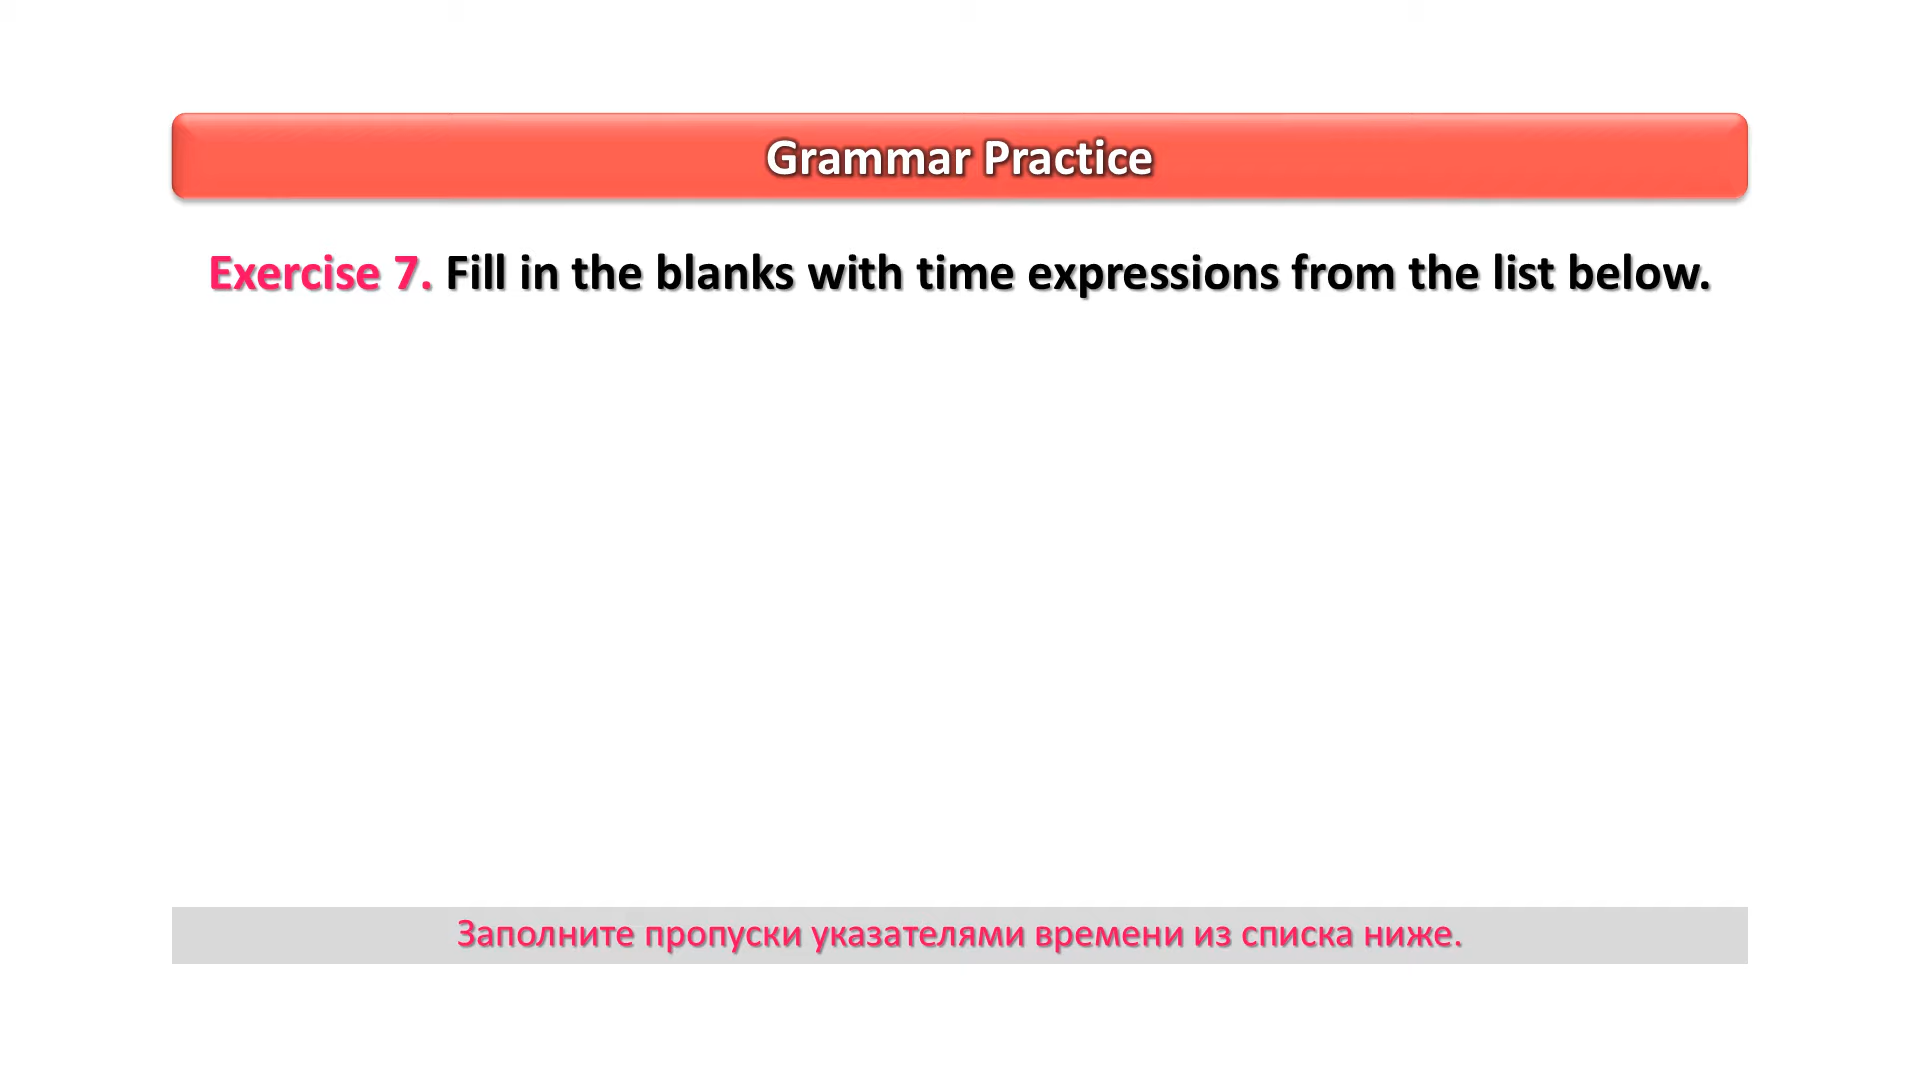 Grammar Practice
Exercise 7. Fill in the blanks with time expressions from the list below.
Заполните пропуски указателями времени из списка ниже.